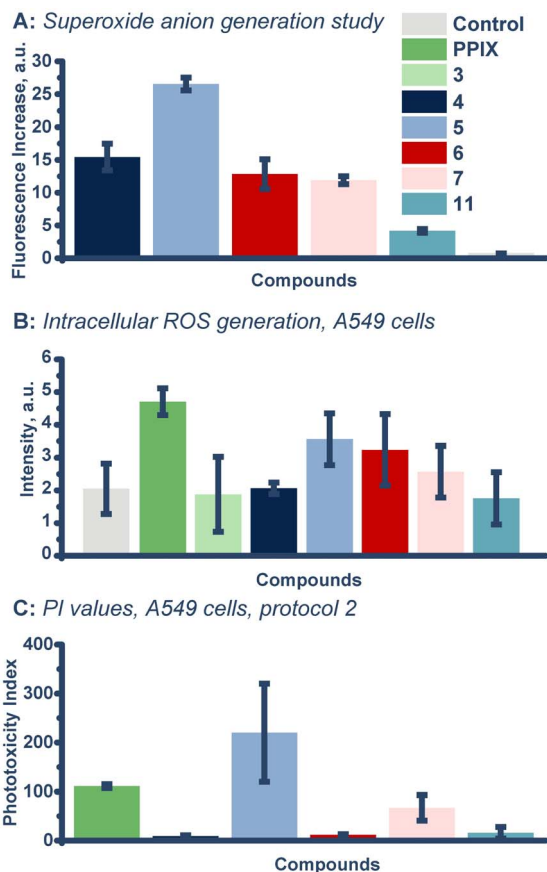 A: Superoxide anion generation study
Control
PPIX
3
4
5
6
7
11
Fluorescence Increase, a.u.
30
25
20
15
10
5
0
Compounds
B: Intracellular ROS generation, A549 cells
Intensity, a.u.
6
5
4
3
2
1
0
Compounds
C: PI values, A549 cells, protocol 2
Phototoxicity Index
400
300
200
100
0
Compounds